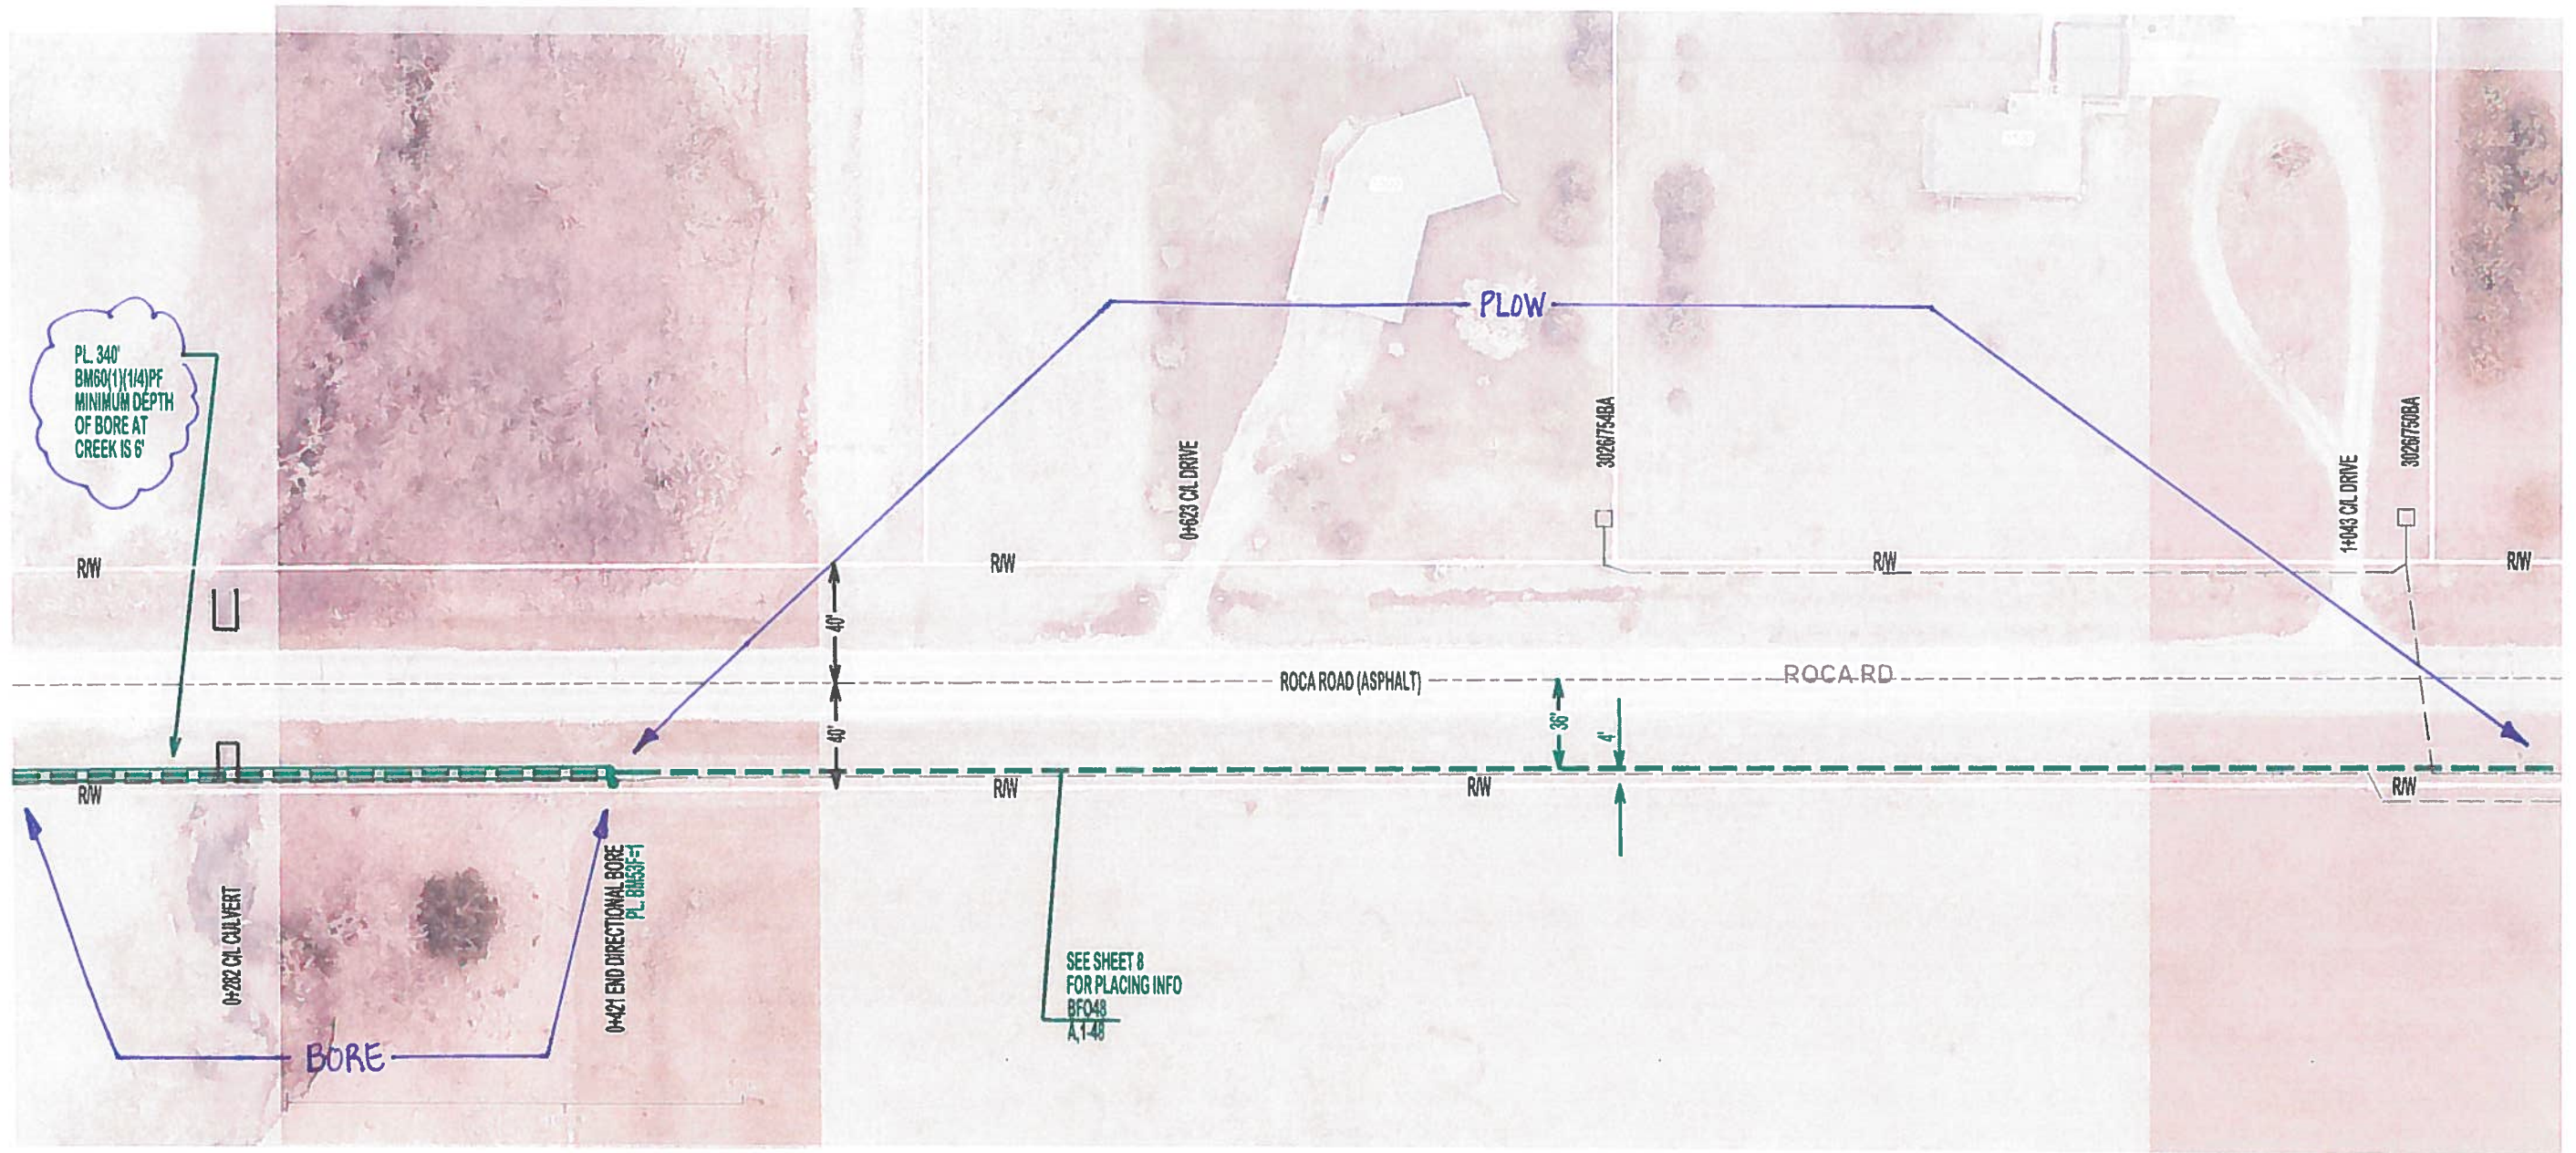 PL. 340'
BM60(1)(1/4)PF
MINIMUM DEPTH
OF BORE AT
CREEK IS 6'
PLOW
0+623 C/L DRIVE
3026/754BA
1+043 C/L DRIVE
3026/750BA
R/W
R/W
R/W
R/W
40'
40'
ROCA ROAD (ASPHALT)
ROCA RD
36'
4'
R/W
R/W
R/W
R/W
0+282 C/L CULVERT
0+421 END DIRECTIONAL BORE
PL. BM53F=1
SEE SHEET 8
FOR PLACING INFO
BFO48
A,1-48
BORE